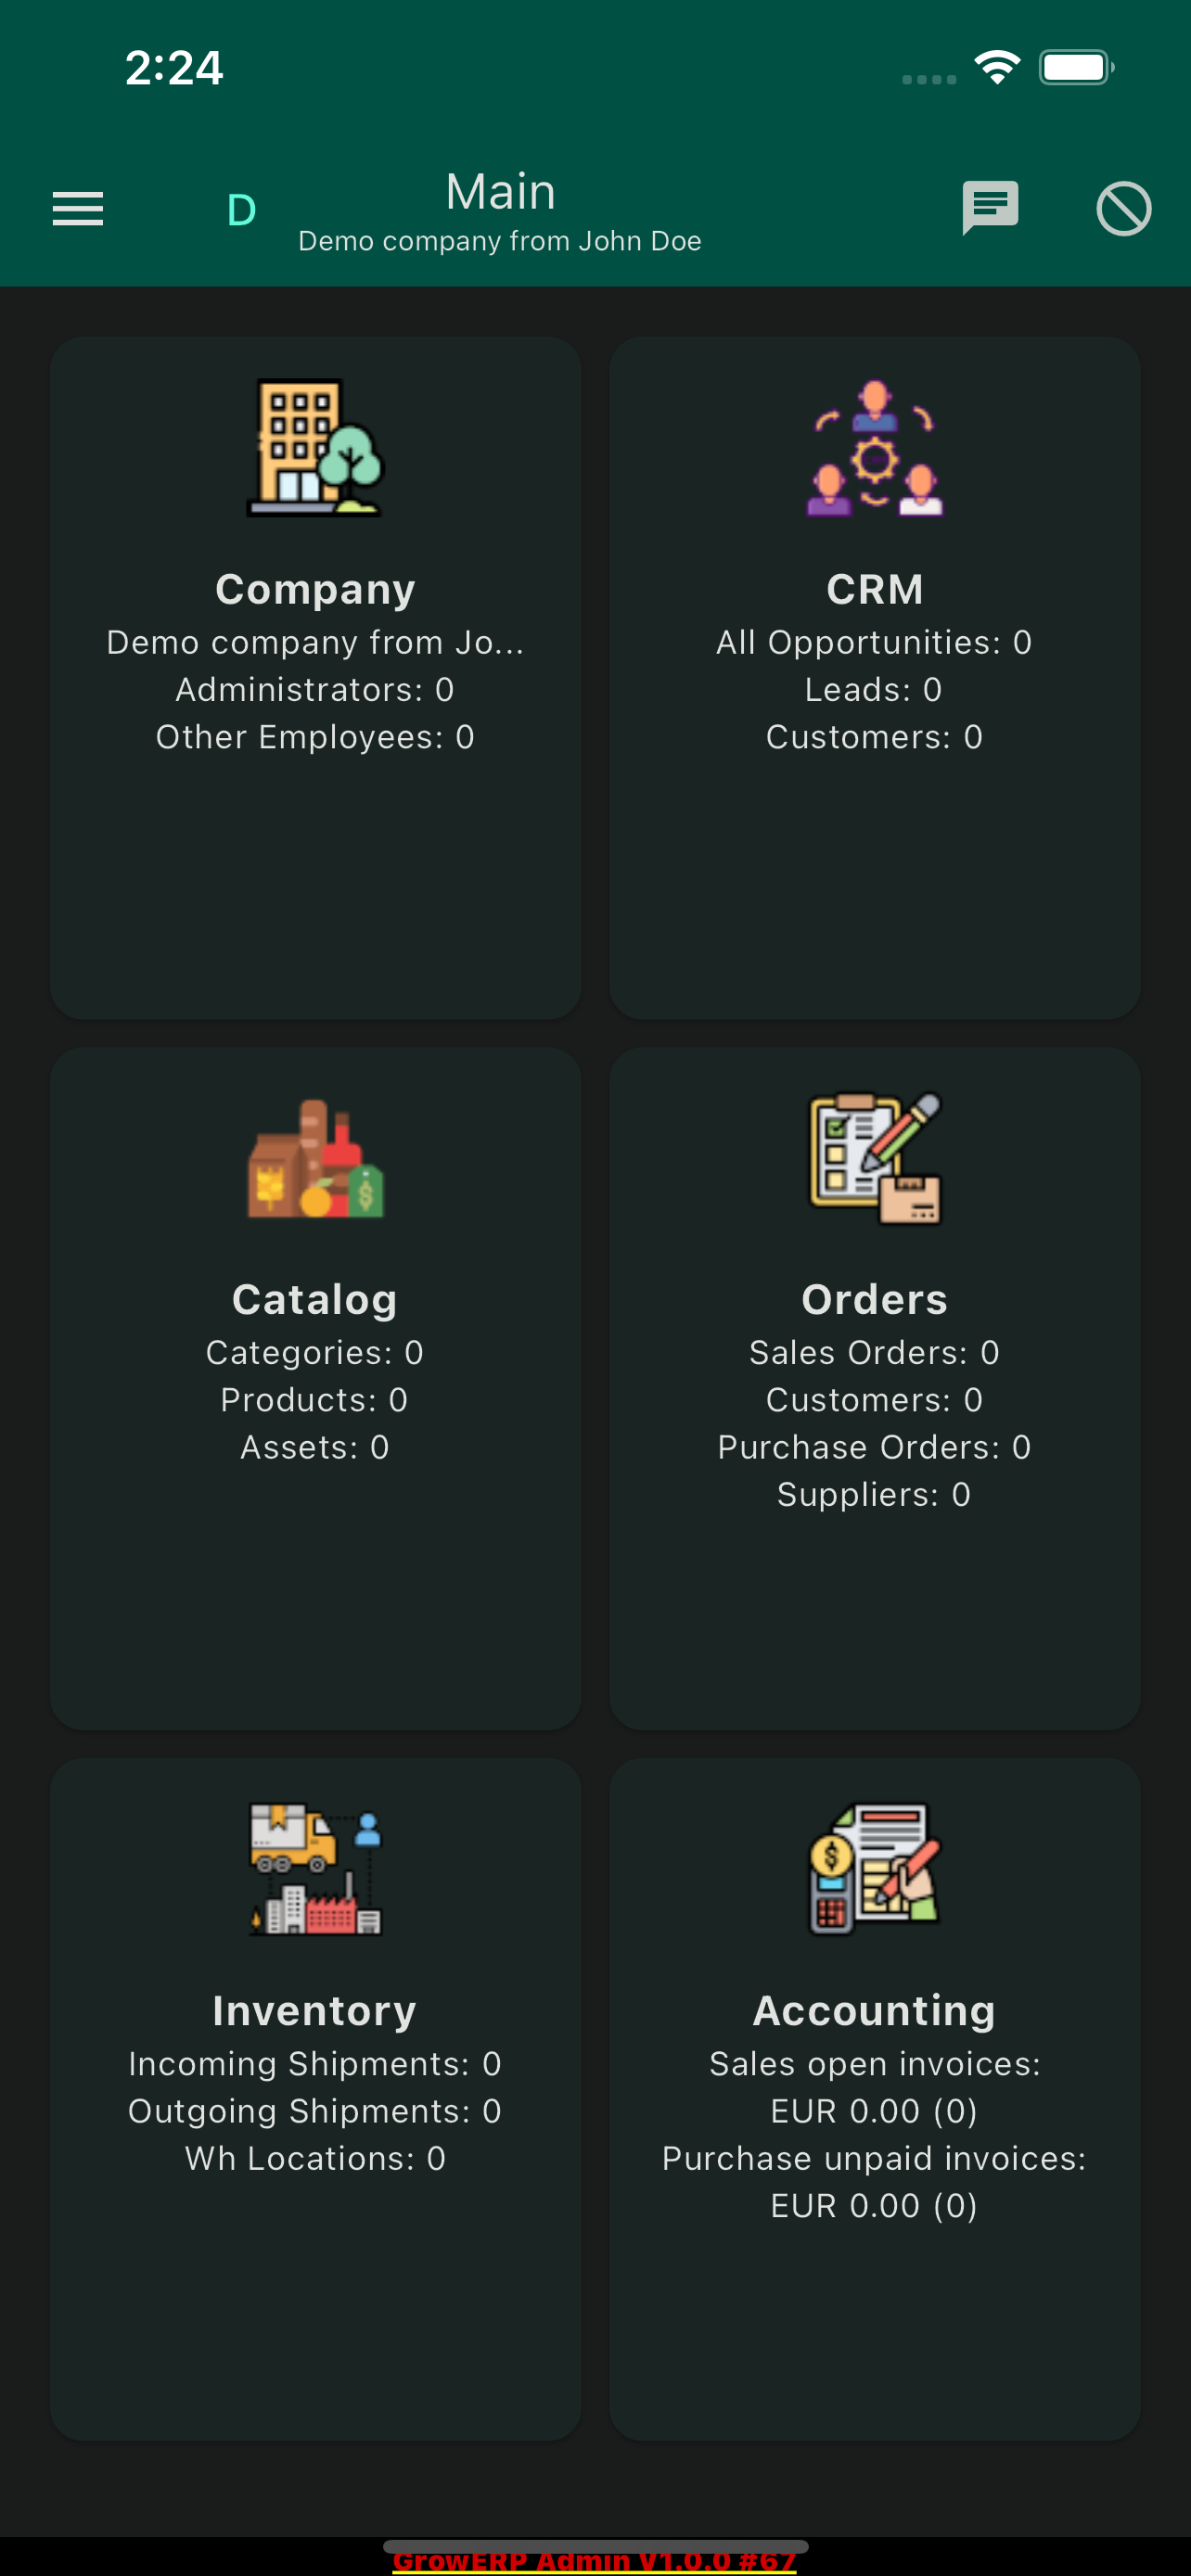 2:24
D
Main
Demo company from John Doe
Company
Demo company from Jo...
Administrators: 0
Other Employees: 0
CRM
All Opportunities: 0
Leads: 0
Customers: 0
Catalog
Categories: 0
Products: 0
Assets: 0
Orders
Sales Orders: 0
Customers: 0
Purchase Orders: 0
Suppliers: 0
Inventory
Incoming Shipments: 0
Outgoing Shipments: 0
Wh Locations: 0
Accounting
Sales open invoices:
EUR 0.00 (0)
Purchase unpaid invoices:
EUR 0.00 (0)
GrowERP Admin V1.0.0 #67